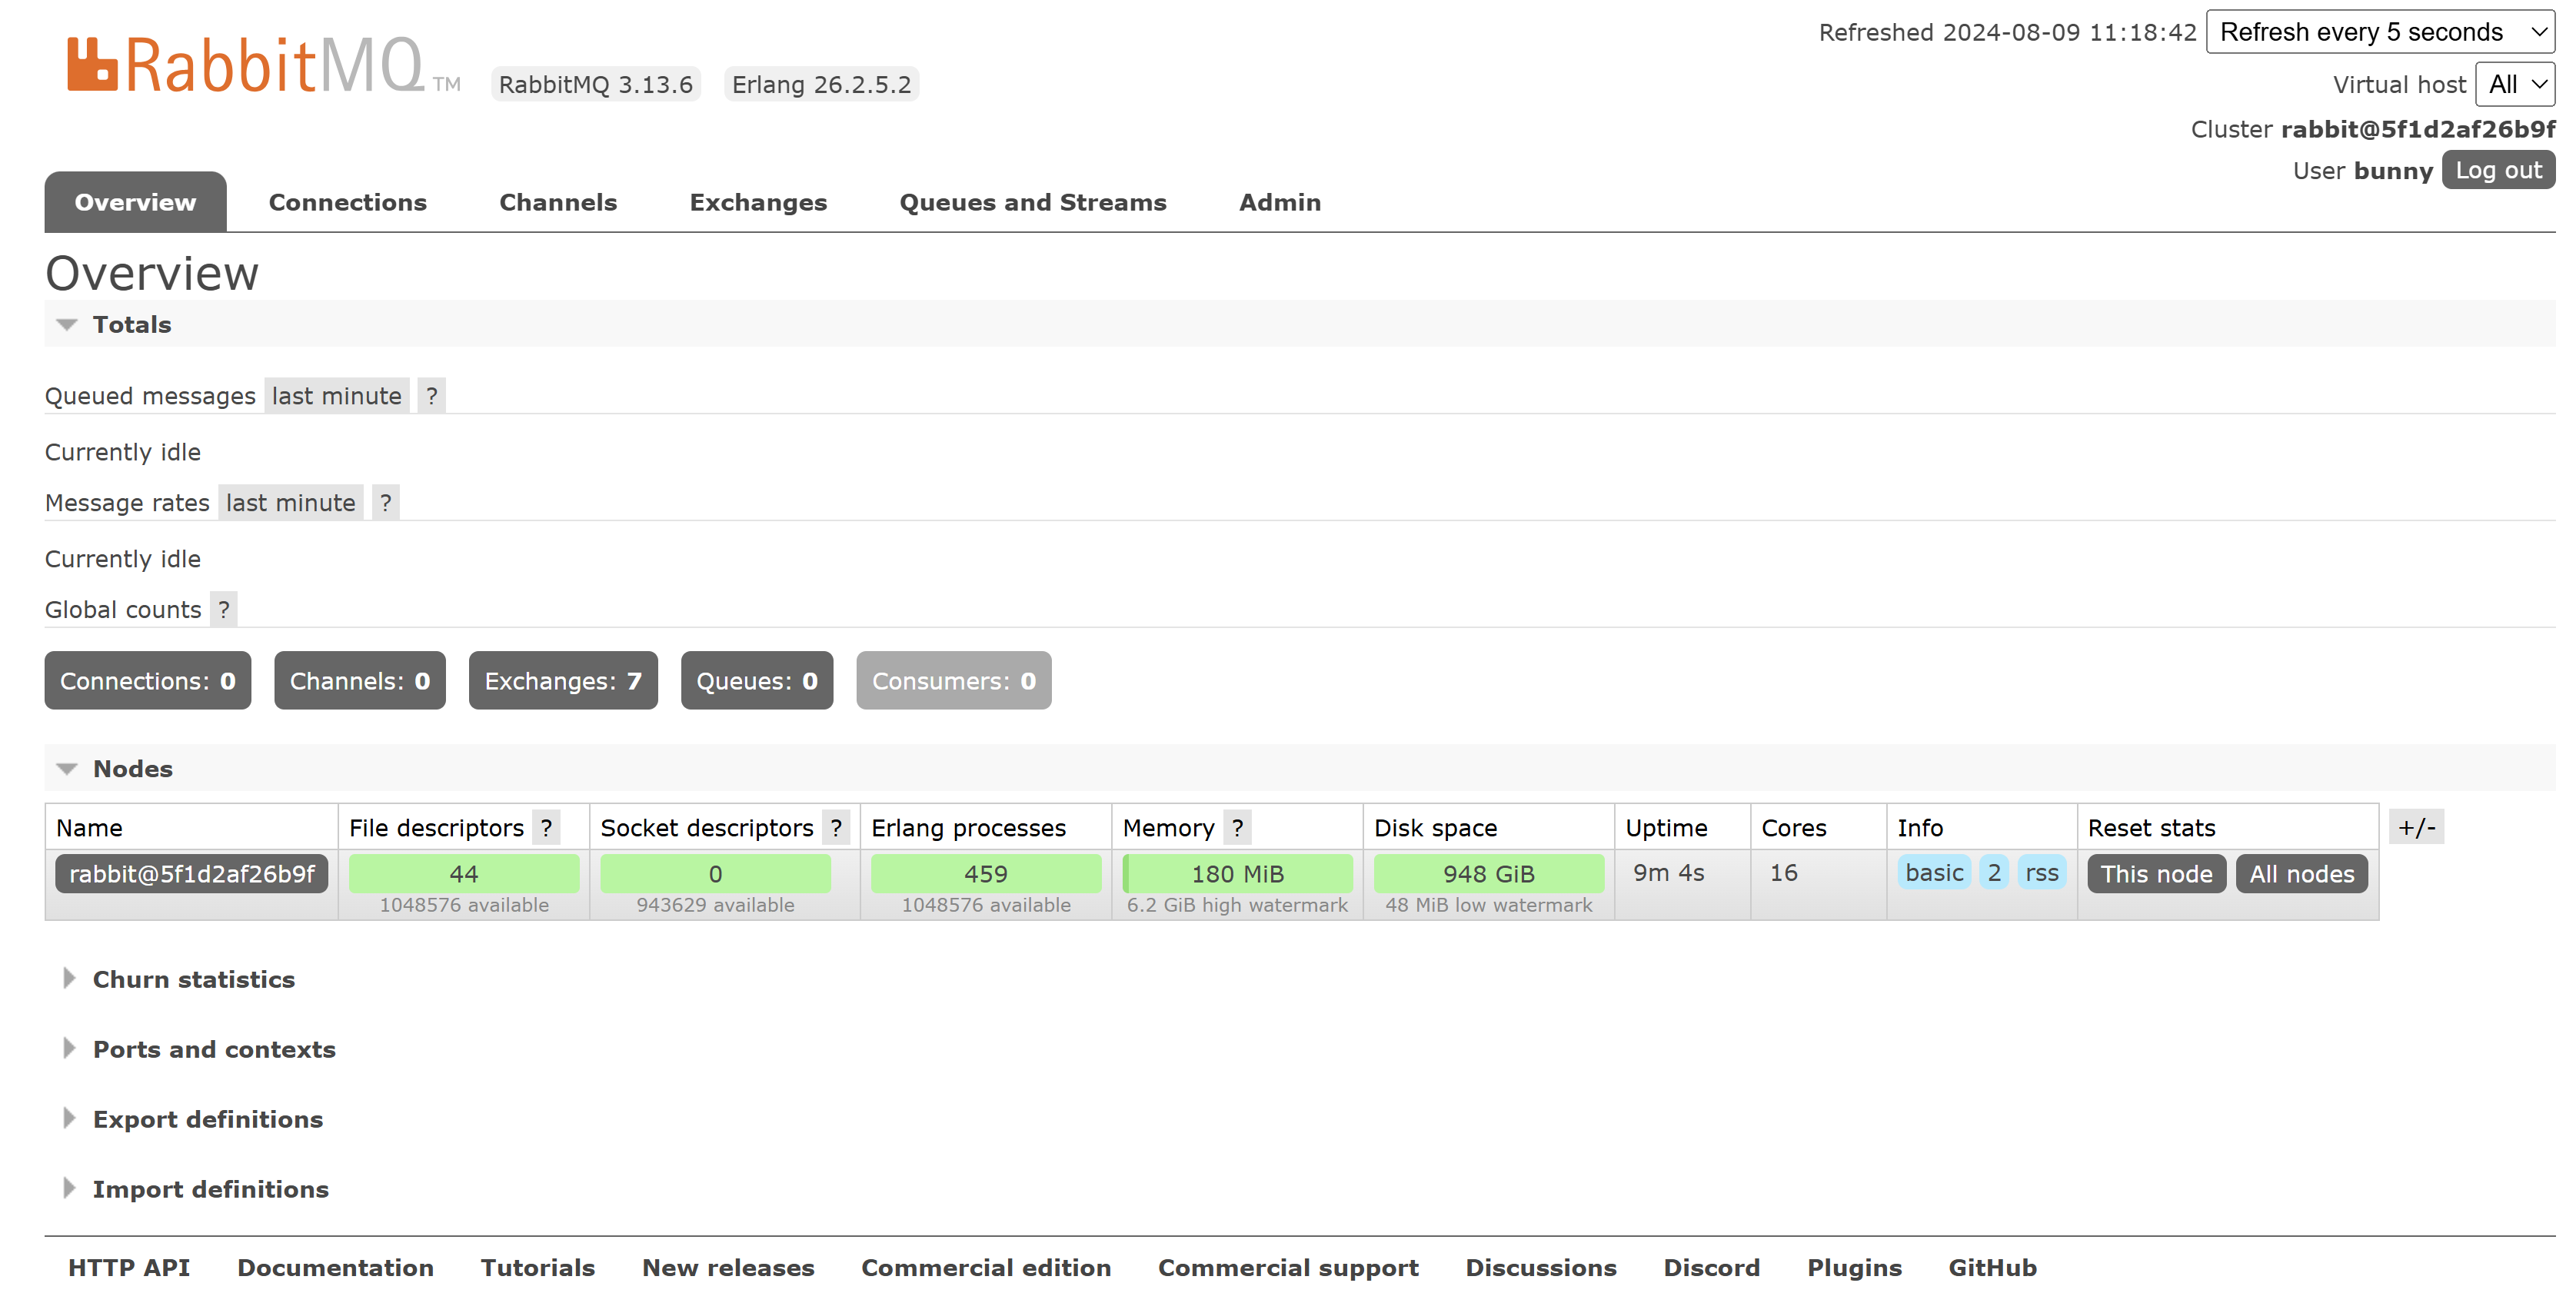 RabbitMQ TM
RabbitMQ 3.13.6 Erlang 26.2.5.2
Refreshed 2024-08-09 11:18:42 Refresh every 5 seconds
Virtual host All
Cluster rabbit@5f1d2af26b9f
User bunny Log out
Overview Connections Channels Exchanges Queues and Streams Admin
Overview
Totals
Queued messages last minute ?
Currently idle
Message rates last minute ?
Currently idle
Global counts ?
Connections: 0 Channels: 0 Exchanges: 7 Queues: 0 Consumers: 0
Nodes
Name File descriptors ? Socket descriptors ? Erlang processes Memory ? Disk space Uptime Cores Info Reset stats +/-
rabbit@5f1d2af26b9f 44 0 459 180 MiB 948 GiB 9m 4s 16 basic 2 rss This node All nodes
1048576 available 943629 available 1048576 available 6.2 GiB high watermark 48 MiB low watermark
Churn statistics
Ports and contexts
Export definitions
Import definitions
HTTP API Documentation Tutorials New releases Commercial edition Commercial support Discussions Discord Plugins GitHub